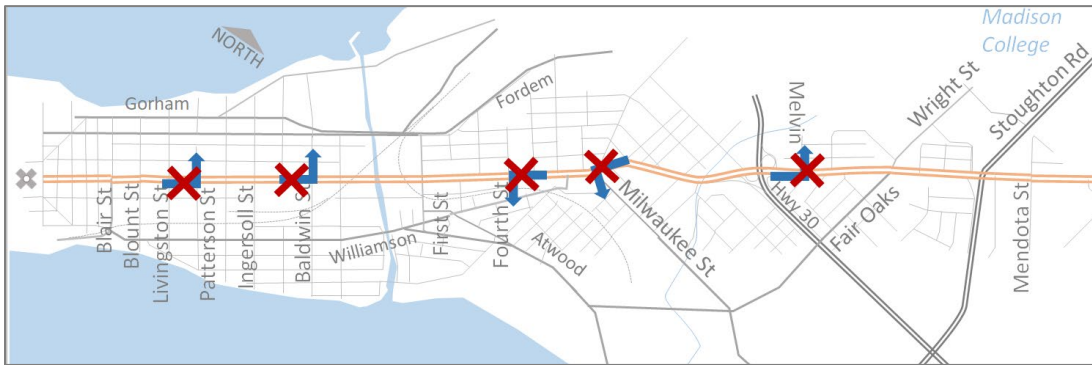 Madison
College
NORTH
Gorham
Fordem
Melvin
Wright St
Stoughton Rd
Blair St
Blount St
Livingston St
Patterson St
Ingersoll St
Baldwin St
Williamson
First St
Fourth St
Atwood
Milwaukee St
Hwy 30
Fair Oaks
Mendota St